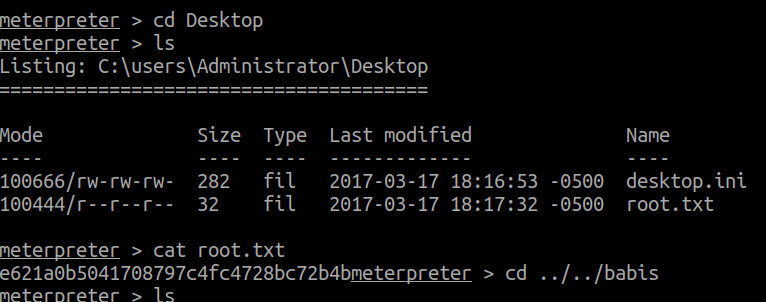 meterpreter > cd Desktop
meterpreter > ls
Listing: C:\users\Administrator\Desktop
=======================================
Mode Size Type Last modified Name
---- ---- ---- ------------- ----
100666/rw-rw-rw- 282 fil 2017-03-17 18:16:53 -0500 desktop.ini
100444/r--r--r-- 32 fil 2017-03-17 18:17:32 -0500 root.txt
meterpreter > cat root.txt
e621a0b5041708797c4fc4728bc72b4bmeterpreter > cd ../../babis
meterpreter > ls